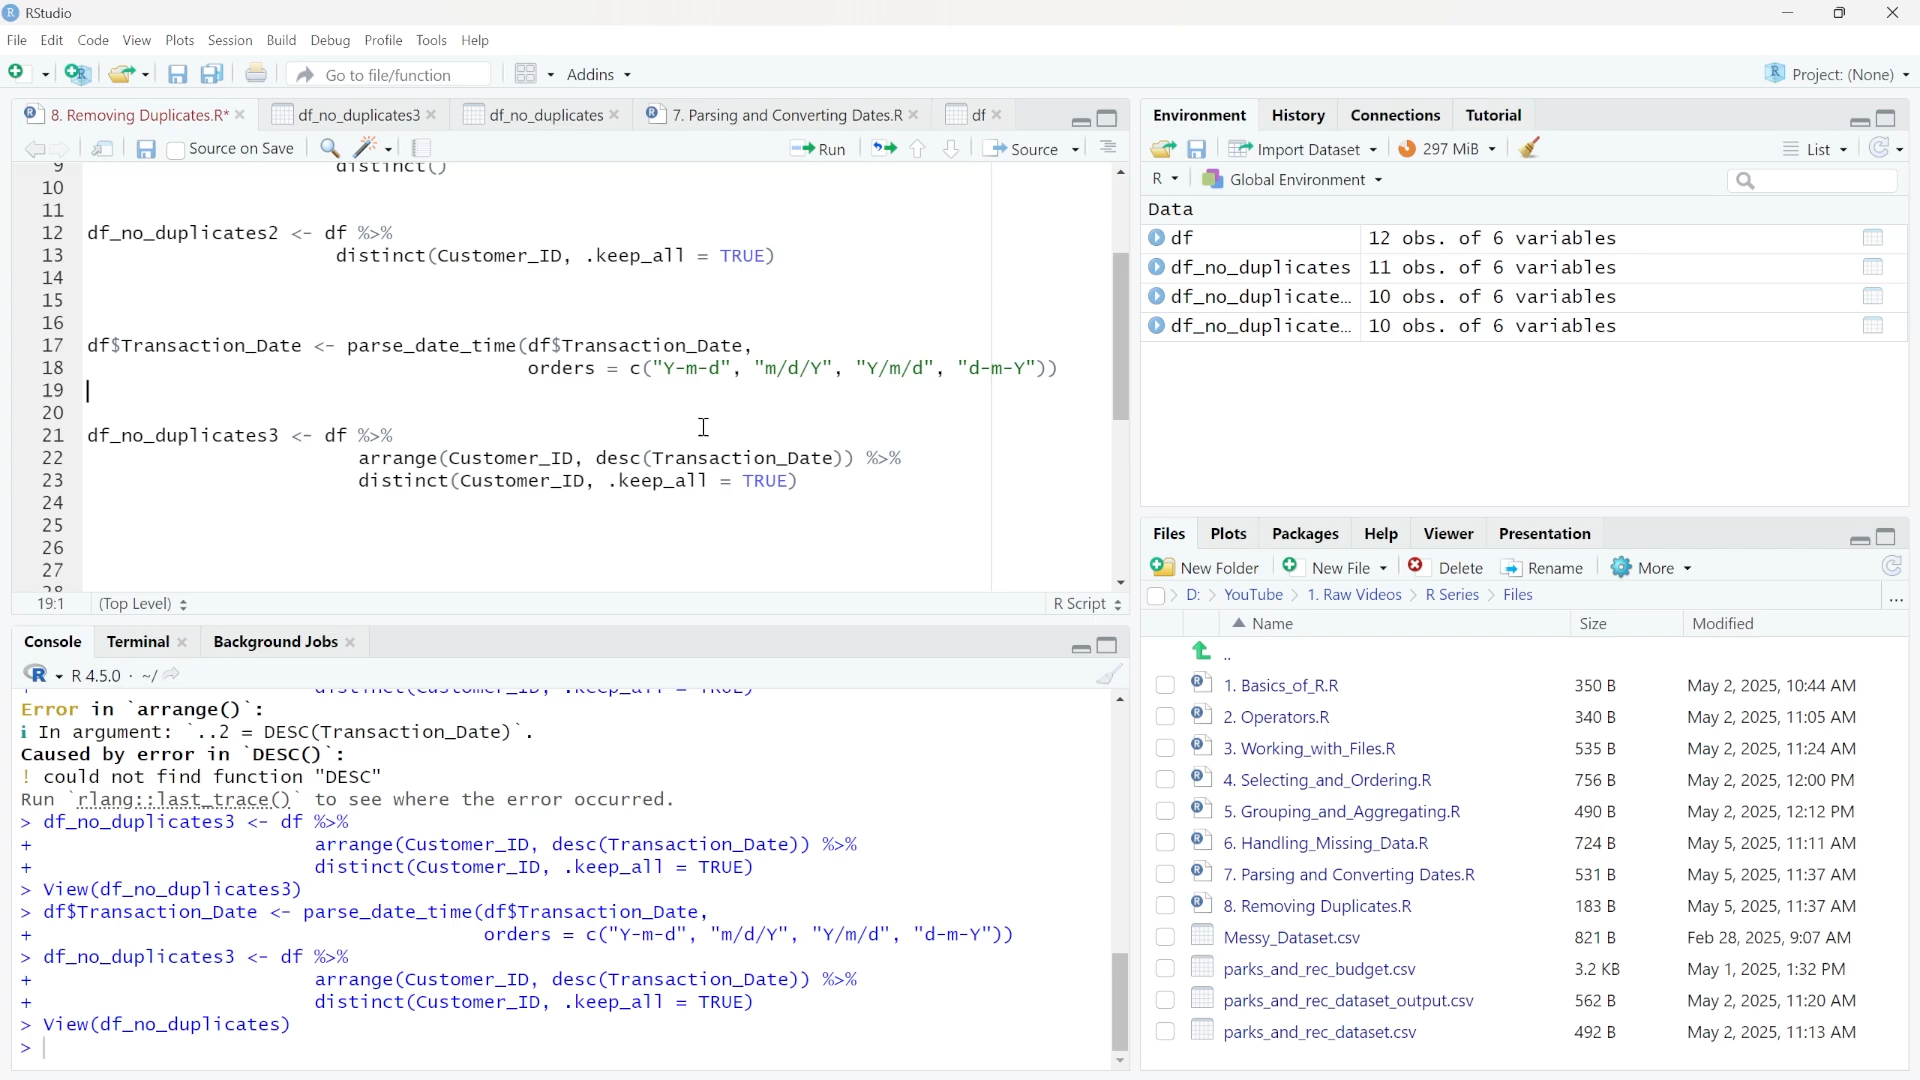 RStudio
File Edit Code View Plots Session Build Debug Profile Tools Help
Go to file/function Addins Project: (None)
8. Removing Duplicates.R* df_no_duplicates3 df_no_duplicates 7. Parsing and Converting Dates.R df
Source on Save Run Source
9 distinct()
10
11
12 df_no_duplicates2 <- df %>%
13 distinct(Customer_ID, .keep_all = TRUE)
14
15
16
17 df$Transaction_Date <- parse_date_time(df$Transaction_Date,
18 orders = c("Y-m-d", "m/d/Y", "Y/m/d", "d-m-Y"))
19
20
21 df_no_duplicates3 <- df %>%
22 arrange(Customer_ID, desc(Transaction_Date)) %>%
23 distinct(Customer_ID, .keep_all = TRUE)
24
25
26
27
28
19:1 (Top Level) R Script
Console Terminal Background Jobs
R R 4.5.0 · ~/
+ distinct(Customer_ID, .keep_all = TRUE)
Error in `arrange()`:
i In argument: `..2 = DESC(Transaction_Date)`.
Caused by error in `DESC()`:
! could not find function "DESC"
Run `rlang::last_trace()` to see where the error occurred.
> df_no_duplicates3 <- df %>%
+ arrange(Customer_ID, desc(Transaction_Date)) %>%
+ distinct(Customer_ID, .keep_all = TRUE)
> View(df_no_duplicates3)
> df$Transaction_Date <- parse_date_time(df$Transaction_Date,
+ orders = c("Y-m-d", "m/d/Y", "Y/m/d", "d-m-Y"))
> df_no_duplicates3 <- df %>%
+ arrange(Customer_ID, desc(Transaction_Date)) %>%
+ distinct(Customer_ID, .keep_all = TRUE)
> View(df_no_duplicates)
>
Environment History Connections Tutorial
Import Dataset 297 MiB List
R Global Environment
Data
df 12 obs. of 6 variables
df_no_duplicates 11 obs. of 6 variables
df_no_duplicate… 10 obs. of 6 variables
df_no_duplicate… 10 obs. of 6 variables
Files Plots Packages Help Viewer Presentation
New Folder New File Delete Rename More
D: YouTube 1. Raw Videos R Series Files ...
Name Size Modified
..
1. Basics_of_R.R 350 B May 2, 2025, 10:44 AM
2. Operators.R 340 B May 2, 2025, 11:05 AM
3. Working_with_Files.R 535 B May 2, 2025, 11:24 AM
4. Selecting_and_Ordering.R 756 B May 2, 2025, 12:00 PM
5. Grouping_and_Aggregating.R 490 B May 2, 2025, 12:12 PM
6. Handling_Missing_Data.R 724 B May 5, 2025, 11:11 AM
7. Parsing and Converting Dates.R 531 B May 5, 2025, 11:37 AM
8. Removing Duplicates.R 183 B May 5, 2025, 11:37 AM
Messy_Dataset.csv 821 B Feb 28, 2025, 9:07 AM
parks_and_rec_budget.csv 3.2 KB May 1, 2025, 1:32 PM
parks_and_rec_dataset_output.csv 562 B May 2, 2025, 11:20 AM
parks_and_rec_dataset.csv 492 B May 2, 2025, 11:13 AM